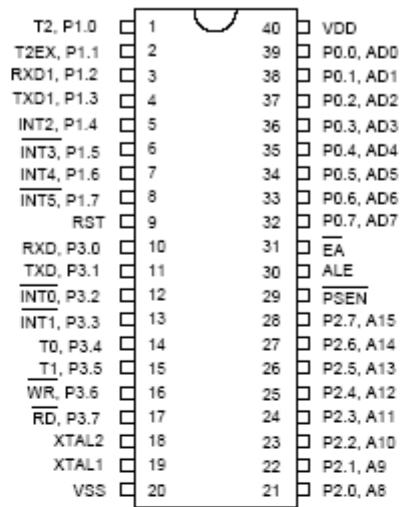 T2, P1.0 1 40 VDD
T2EX, P1.1 2 39 P0.0, AD0
RXD1, P1.2 3 38 P0.1, AD1
TXD1, P1.3 4 37 P0.2, AD2
INT2, P1.4 5 36 P0.3, AD3
INT3, P1.5 6 35 P0.4, AD4
INT4, P1.6 7 34 P0.5, AD5
INT5, P1.7 8 33 P0.6, AD6
RST 9 32 P0.7, AD7
RXD, P3.0 10 31 EA
TXD, P3.1 11 30 ALE
INT0, P3.2 12 29 PSEN
INT1, P3.3 13 28 P2.7, A15
T0, P3.4 14 27 P2.6, A14
T1, P3.5 15 26 P2.5, A13
WR, P3.6 16 25 P2.4, A12
RD, P3.7 17 24 P2.3, A11
XTAL2 18 23 P2.2, A10
XTAL1 19 22 P2.1, A9
VSS 20 21 P2.0, A8